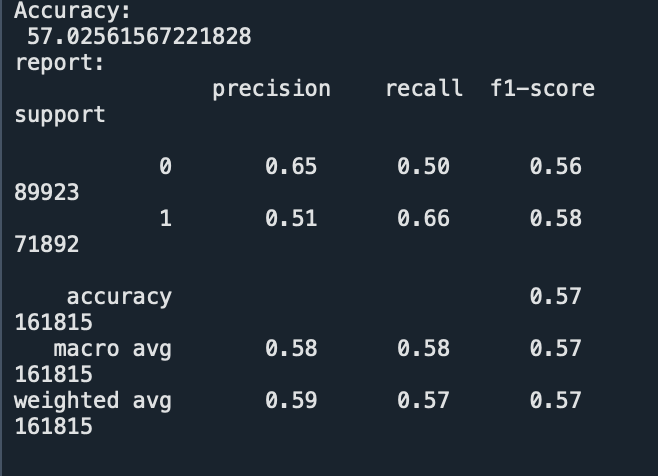 Accuracy:
57.02561567221828
report:
precision recall f1-score
support
0 0.65 0.50 0.56
89923
1 0.51 0.66 0.58
71892
accuracy 0.57
161815
macro avg 0.58 0.58 0.57
161815
weighted avg 0.59 0.57 0.57
161815